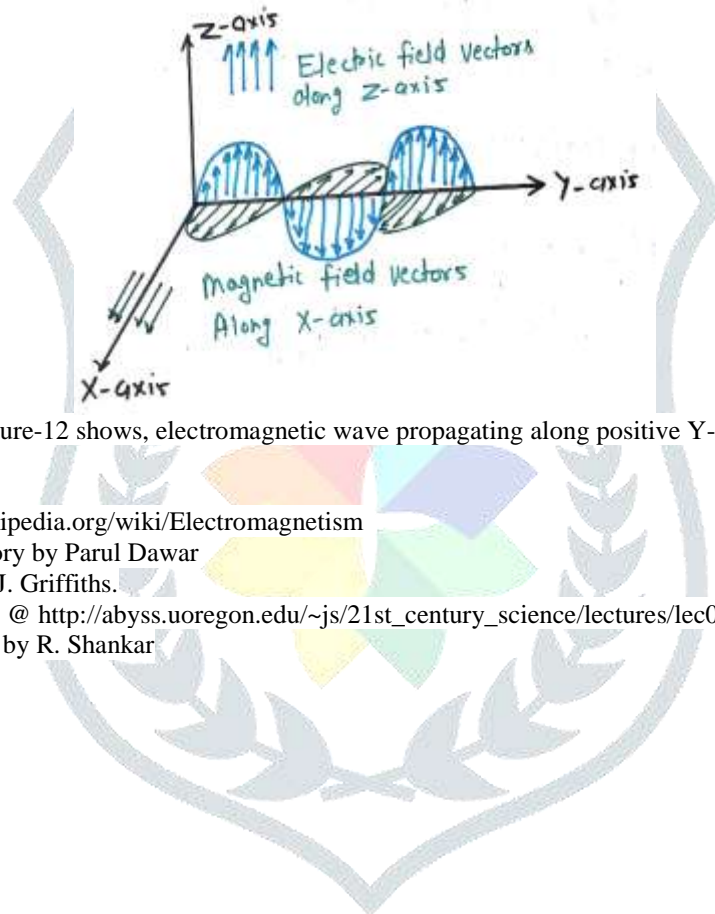 Z-axis
Electric field vectors
along Z-axis
Y-axis
Magnetic field vectors
Along X-axis
X-axis
ure-12 shows, electromagnetic wave propagating along positive Y-
ipedia.org/wiki/Electromagnetism
ory by Parul Dawar
J. Griffiths.
@ http://abyss.uoregon.edu/~js/21st_century_science/lectures/lec0
by R. Shankar